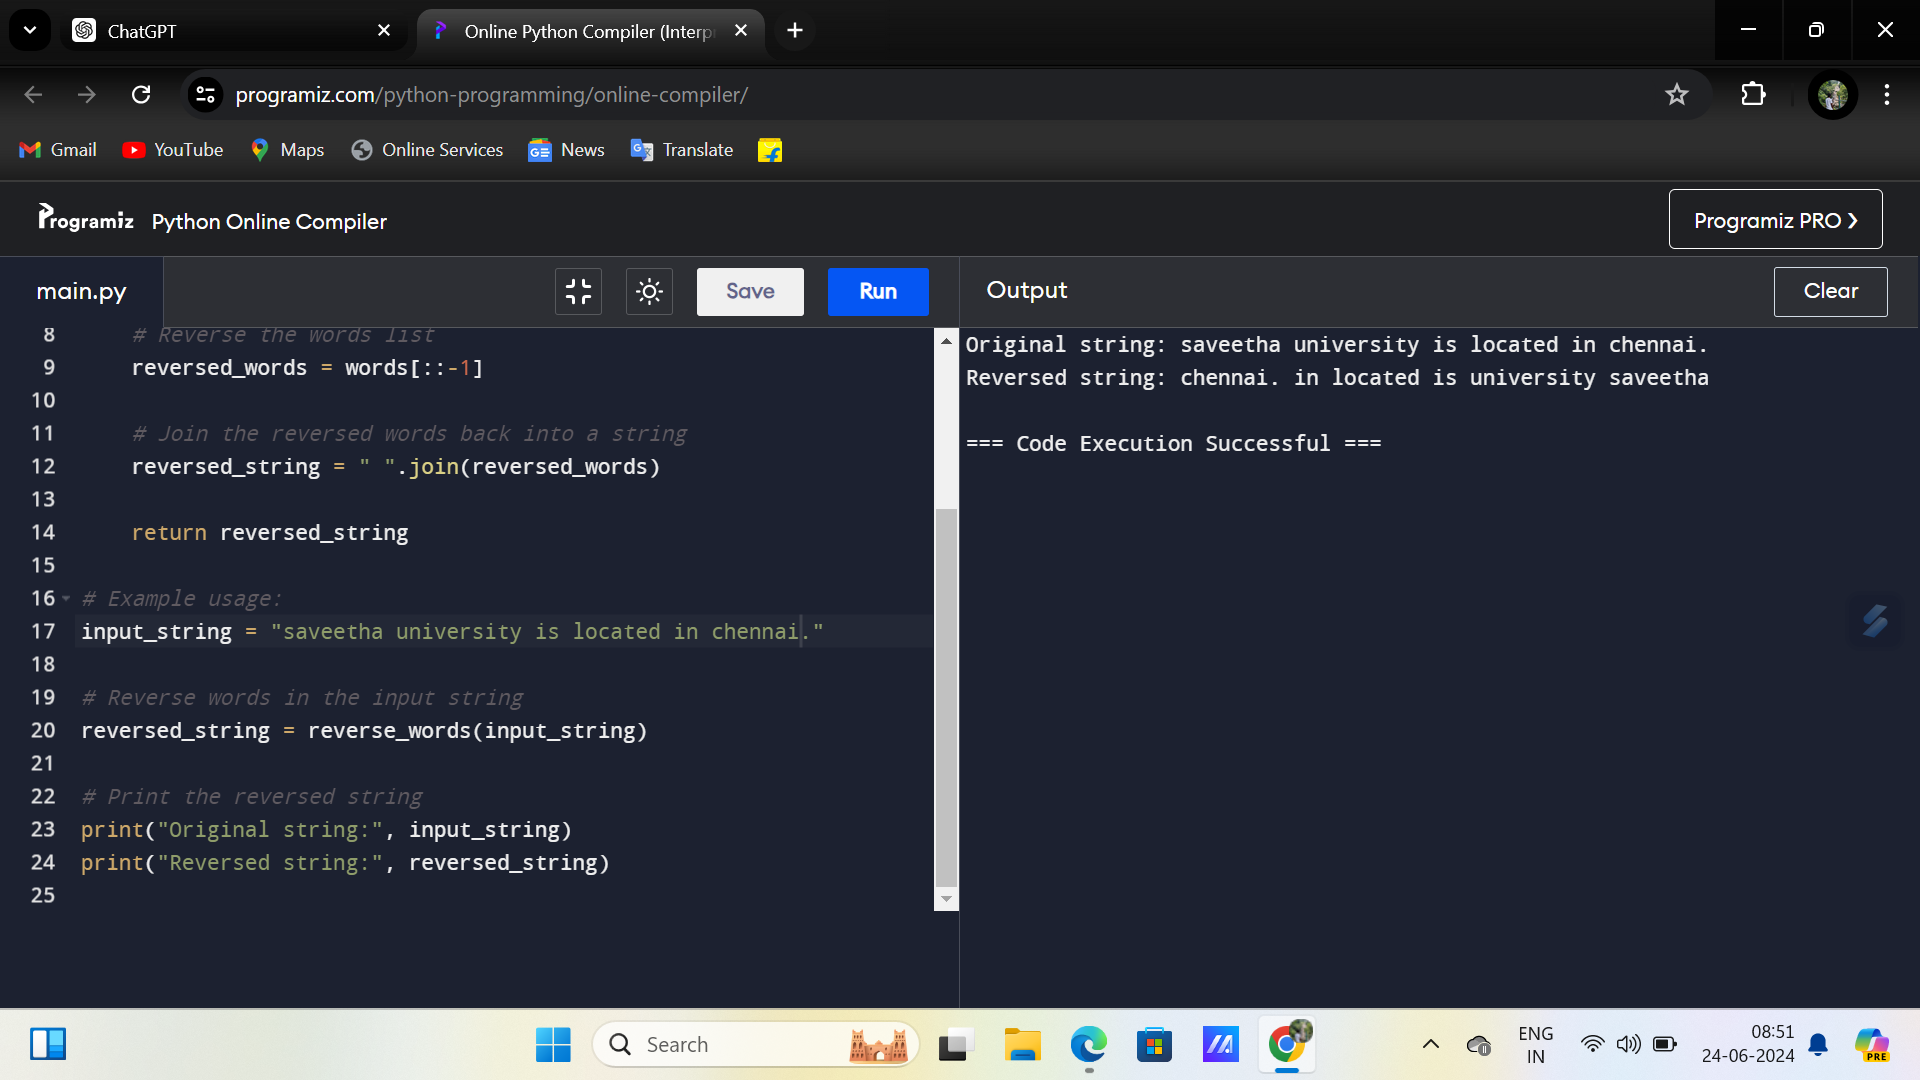 ChatGPT
Online Python Compiler (Interp
programiz.com/python-programming/online-compiler/
Gmail YouTube Maps Online Services News Translate
Programiz Python Online Compiler
Programiz PRO ❯
main.py
Save
Run
Output
Clear
8 # Reverse the words list
9 reversed_words = words[::-1]
10
11 # Join the reversed words back into a string
12 reversed_string = " ".join(reversed_words)
13
14 return reversed_string
15
16 # Example usage:
17 input_string = "saveetha university is located in chennai."
18
19 # Reverse words in the input string
20 reversed_string = reverse_words(input_string)
21
22 # Print the reversed string
23 print("Original string:", input_string)
24 print("Reversed string:", reversed_string)
25
Original string: saveetha university is located in chennai.
Reversed string: chennai. in located is university saveetha
=== Code Execution Successful ===
Search
ENG
IN
08:51
24-06-2024
PRE